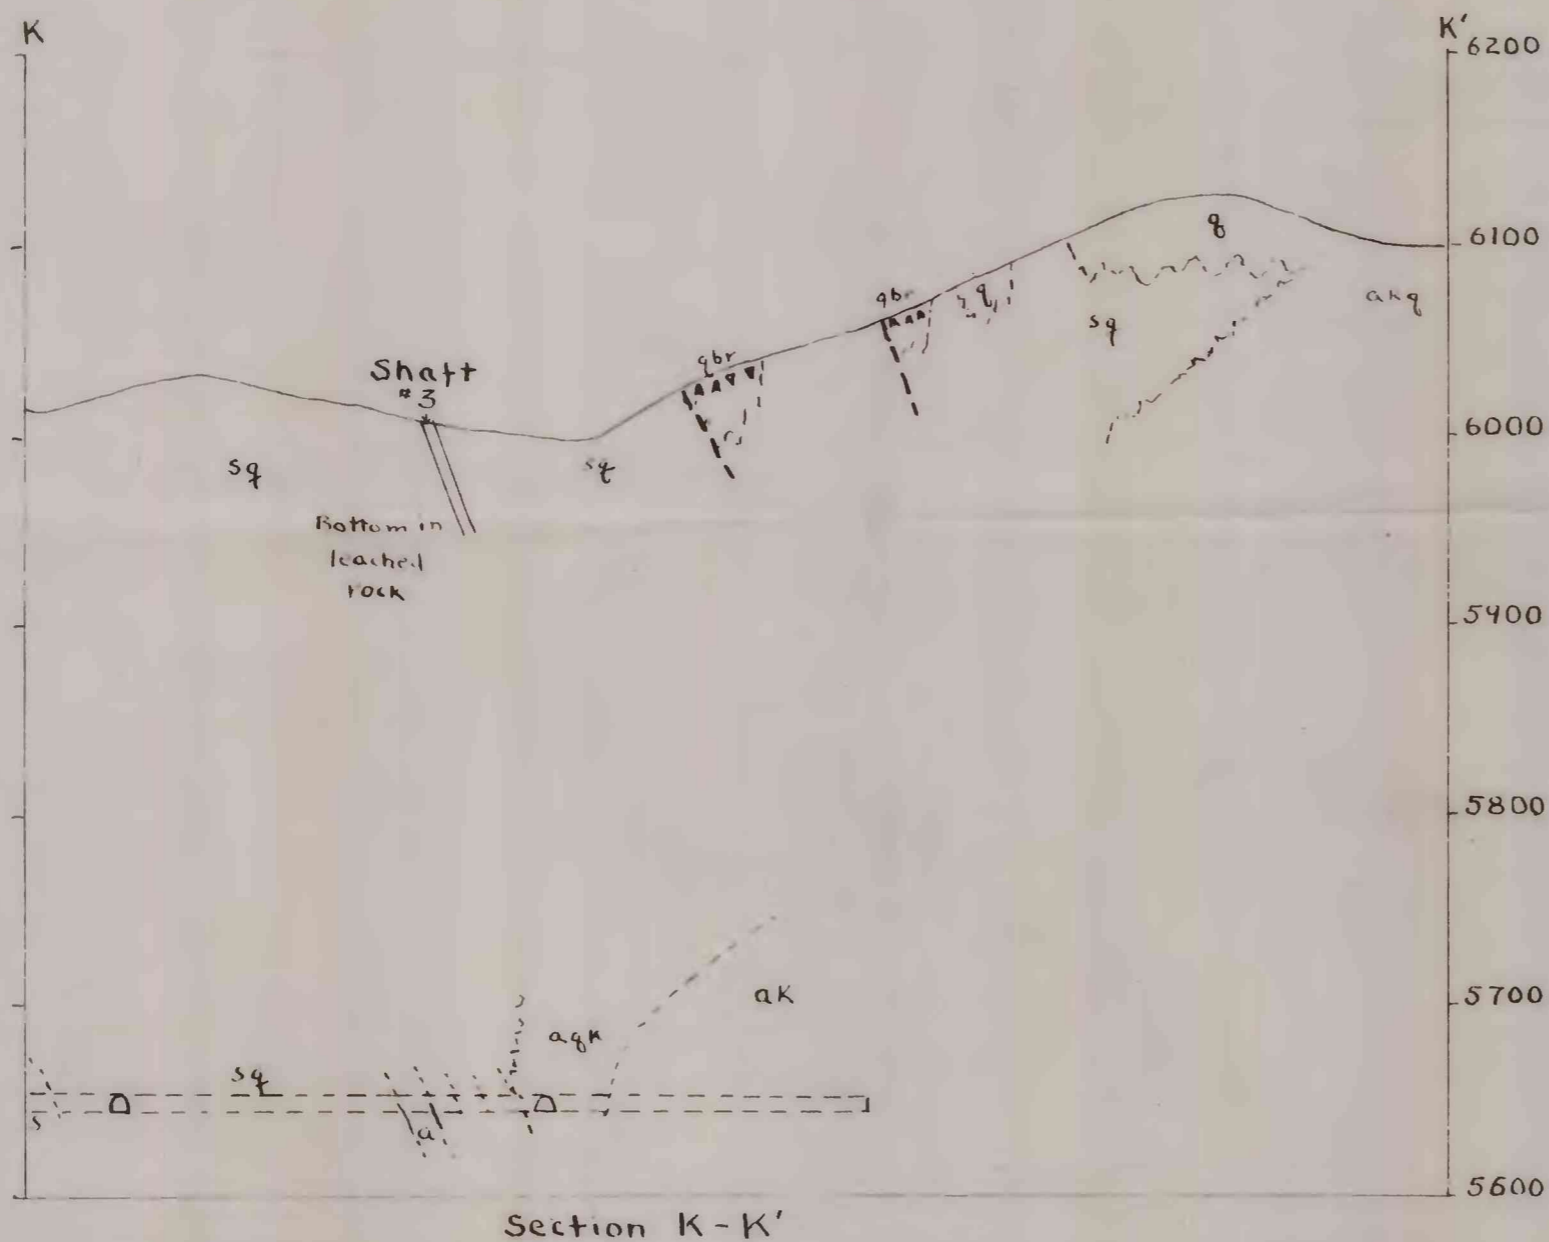 K
K'
6200
6100
q
akq
qbr
q
sq
qbr
Shaft
#3
6000
sq
sq
Bottom in
leached
rock
5900
5800
5700
aK
aqK
sq
s
a
5600
Section K - K'